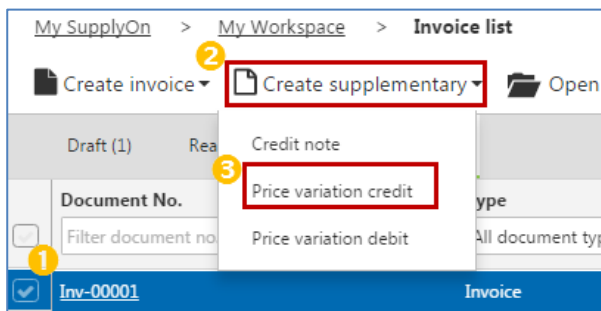 My SupplyOn > My Workspace > Invoice list
2
Create invoice Create supplementary Open
Draft (1) Rea Credit note
3
Price variation credit
Document No. ype
Filter document no. Price variation debit All document typ
1
Inv-00001 Invoice